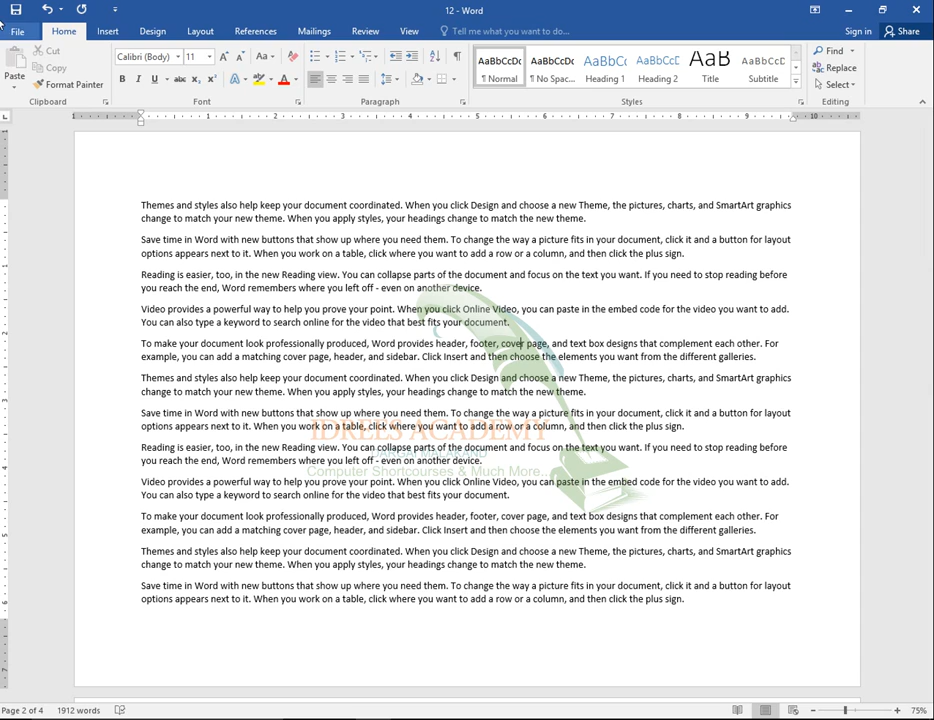 12 - Word
File Home Insert Design Layout References Mailings Review View Tell me what you want to do... Sign in Share
Paste Cut Copy Format Painter Clipboard
Calibri (Body) 11 A A Aa B I U abc X₂ X² A A Font
Paragraph
AaBbCcDc ¶ Normal AaBbCcDc ¶ No Spac... AaBbCc Heading 1 AaBbCcD Heading 2 AaB Title AaBbCcD Subtitle Styles
Find Replace Select Editing
1 1 2 3 4 5 6 7 8 9 10
Themes and styles also help keep your document coordinated. When you click Design and choose a new Theme, the pictures, charts, and SmartArt graphics
change to match your new theme. When you apply styles, your headings change to match the new theme.
Save time in Word with new buttons that show up where you need them. To change the way a picture fits in your document, click it and a button for layout
options appears next to it. When you work on a table, click where you want to add a row or a column, and then click the plus sign.
Reading is easier, too, in the new Reading view. You can collapse parts of the document and focus on the text you want. If you need to stop reading before
you reach the end, Word remembers where you left off - even on another device.
Video provides a powerful way to help you prove your point. When you click Online Video, you can paste in the embed code for the video you want to add.
You can also type a keyword to search online for the video that best fits your document.
To make your document look professionally produced, Word provides header, footer, cover page, and text box designs that complement each other. For
example, you can add a matching cover page, header, and sidebar. Click Insert and then choose the elements you want from the different galleries.
Themes and styles also help keep your document coordinated. When you click Design and choose a new Theme, the pictures, charts, and SmartArt graphics
change to match your new theme. When you apply styles, your headings change to match the new theme.
Save time in Word with new buttons that show up where you need them. To change the way a picture fits in your document, click it and a button for layout
options appears next to it. When you work on a table, click where you want to add a row or a column, and then click the plus sign.
IDREES ACADEMY
Reading is easier, too, in the new Reading view. You can collapse parts of the document and focus on the text you want. If you need to stop reading before
MALAKAND
you reach the end, Word remembers where you left off - even on another device.
Computer Shortcourses & Much More...
Video provides a powerful way to help you prove your point. When you click Online Video, you can paste in the embed code for the video you want to add.
You can also type a keyword to search online for the video that best fits your document.
To make your document look professionally produced, Word provides header, footer, cover page, and text box designs that complement each other. For
example, you can add a matching cover page, header, and sidebar. Click Insert and then choose the elements you want from the different galleries.
Themes and styles also help keep your document coordinated. When you click Design and choose a new Theme, the pictures, charts, and SmartArt graphics
change to match your new theme. When you apply styles, your headings change to match the new theme.
Save time in Word with new buttons that show up where you need them. To change the way a picture fits in your document, click it and a button for layout
options appears next to it. When you work on a table, click where you want to add a row or a column, and then click the plus sign.
Page 2 of 4 1912 words 75%